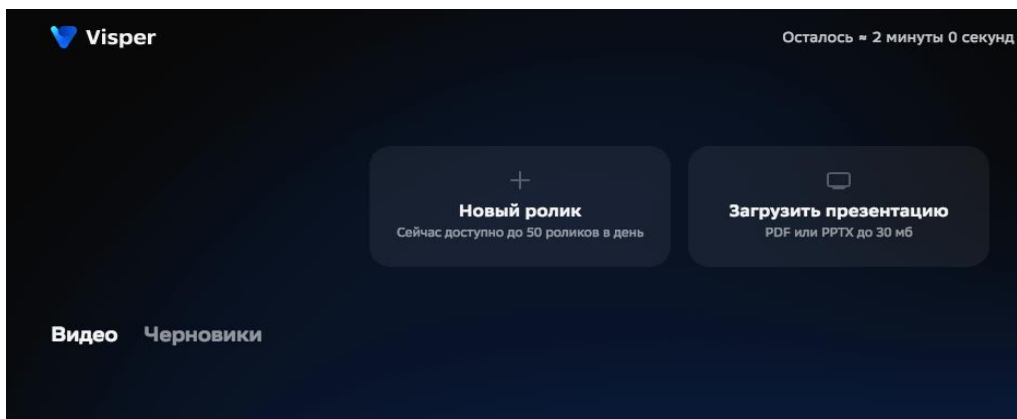 Visper
Осталось ≈ 2 минуты 0 секунд
Новый ролик
Сейчас доступно до 50 роликов в день
Загрузить презентацию
PDF или PPTX до 30 мб
Видео Черновики